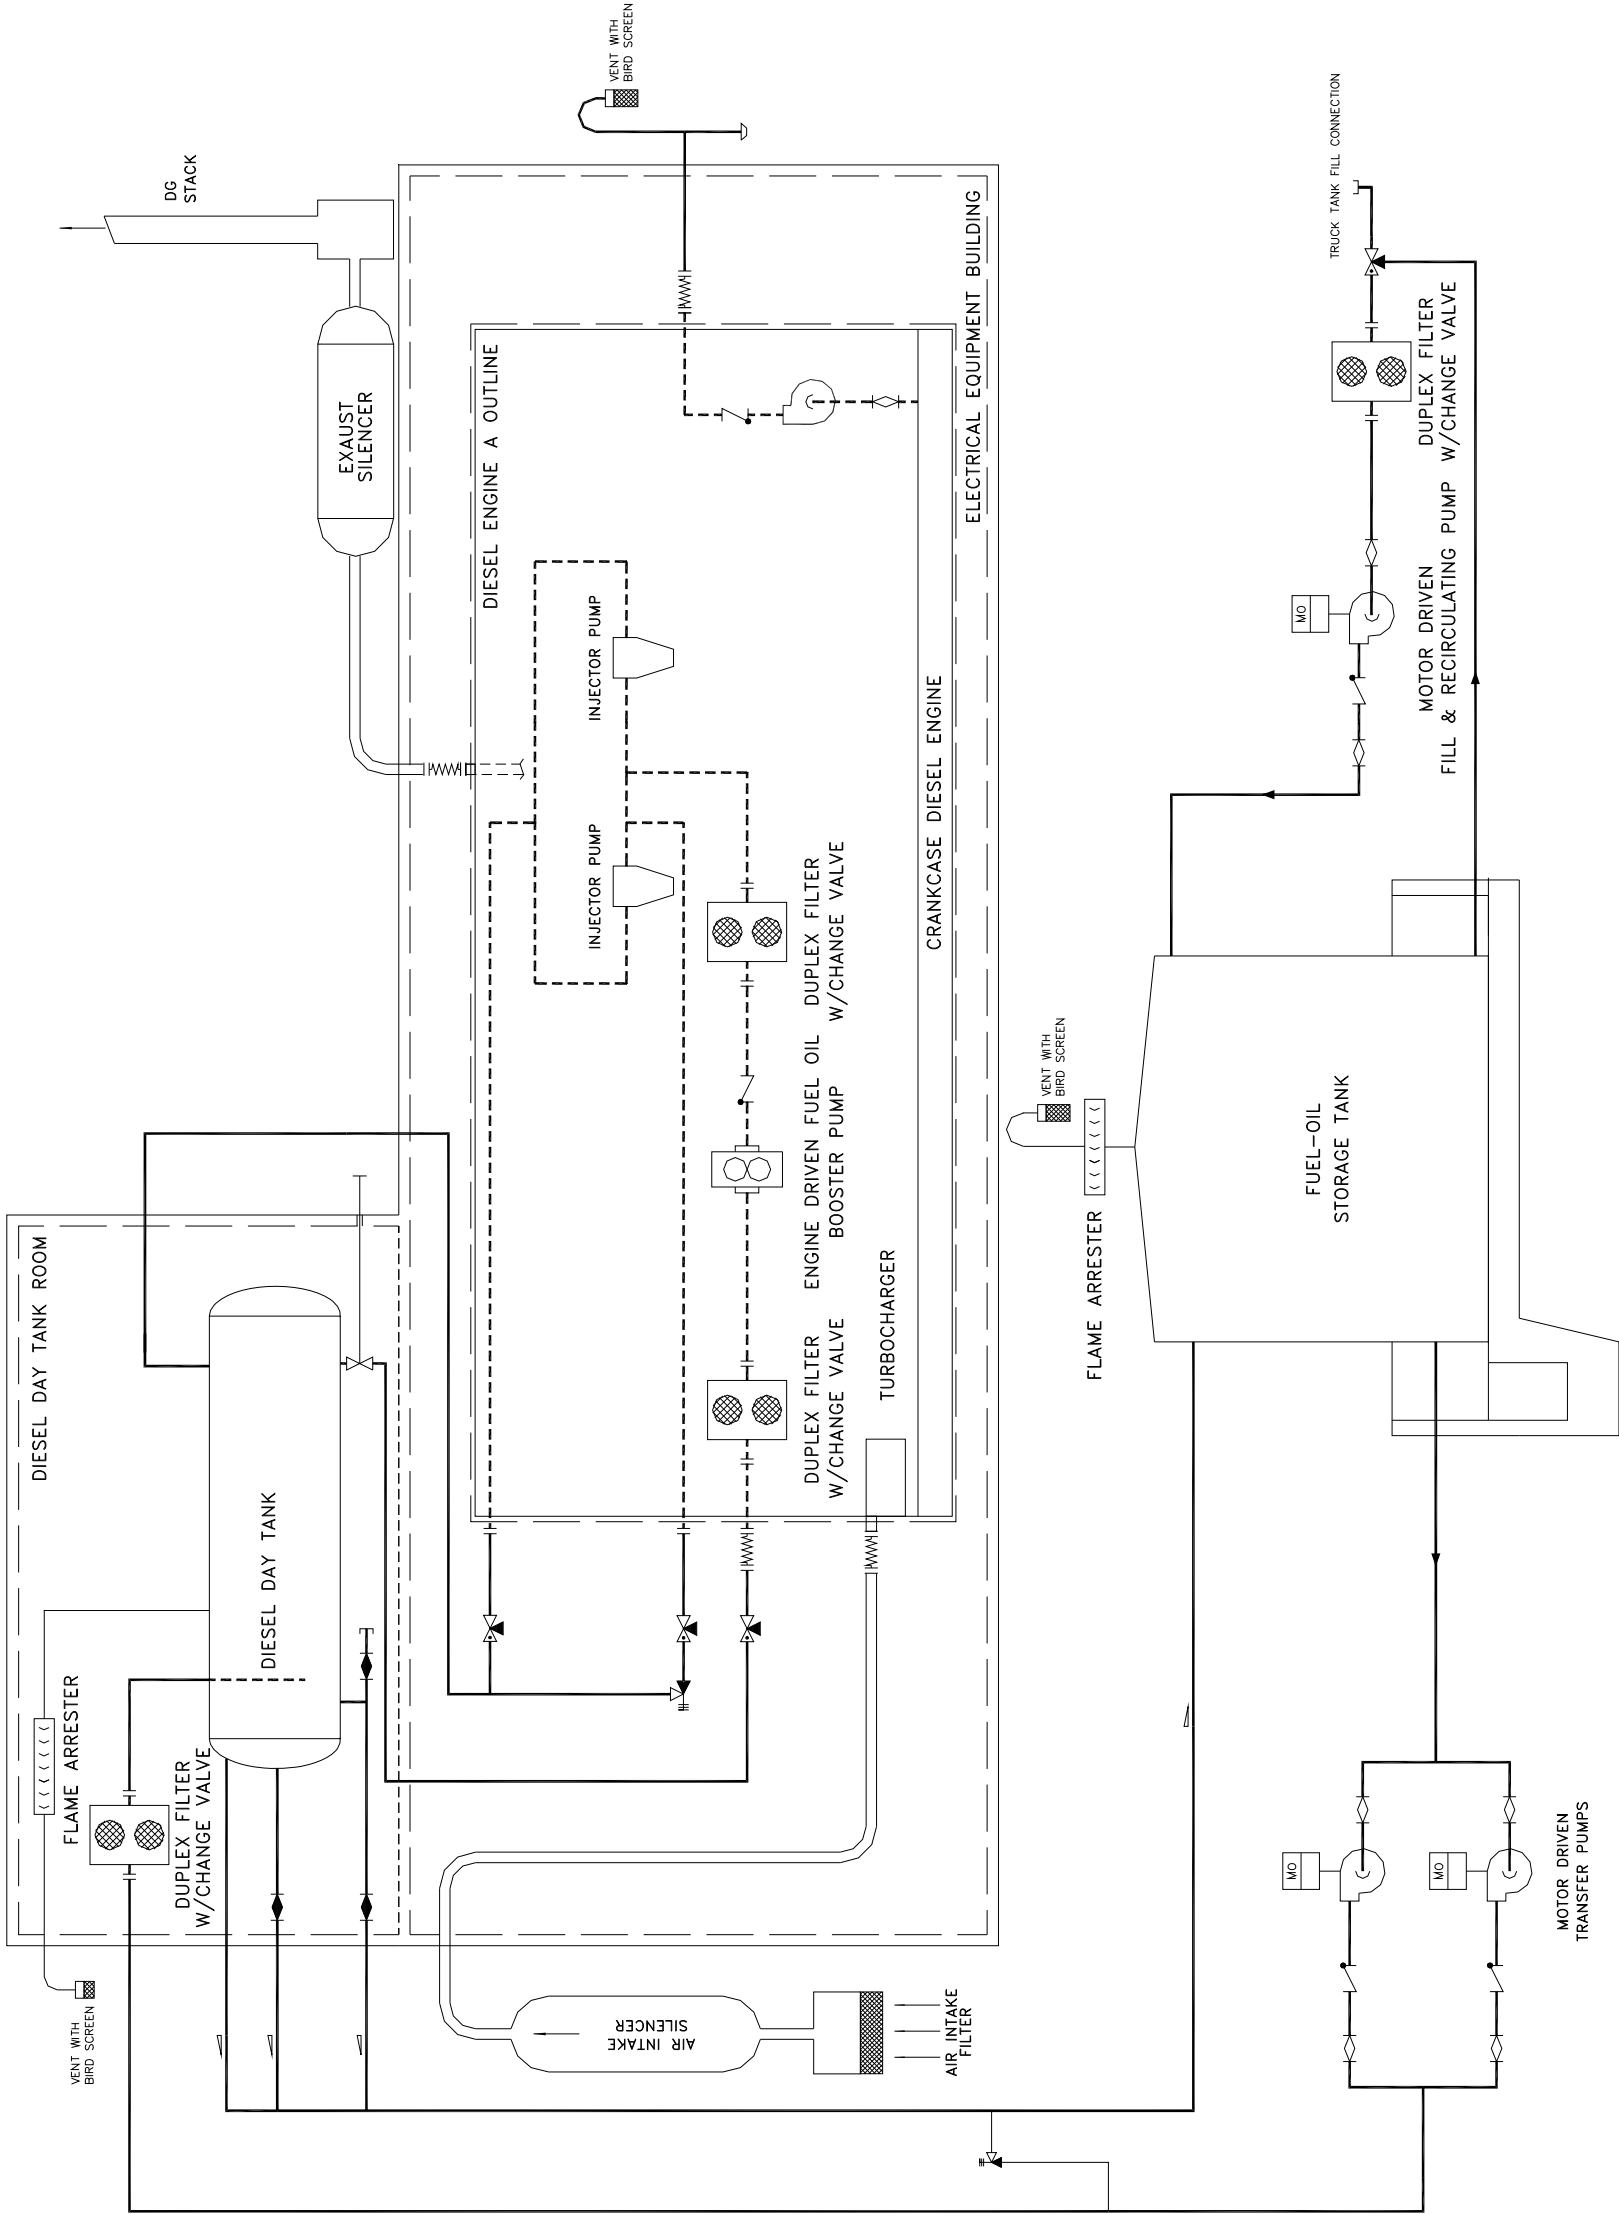 VENT WITH
BIRD SCREEN
DG
STACK
TRUCK TANK FILL CONNECTION
EXAUST
SILENCER
DIESEL ENGINE A OUTLINE
ELECTRICAL EQUIPMENT BUILDING
DUPLEX FILTER
W/CHANGE VALVE
MO
MOTOR DRIVEN
FILL & RECIRCULATING PUMP
INJECTOR PUMP
INJECTOR PUMP
CRANKCASE DIESEL ENGINE
DUPLEX FILTER
W/CHANGE VALVE
ENGINE DRIVEN FUEL OIL
BOOSTER PUMP
DUPLEX FILTER
W/CHANGE VALVE
TURBOCHARGER
VENT WITH
BIRD SCREEN
FLAME ARRESTER
FUEL-OIL
STORAGE TANK
DIESEL DAY TANK ROOM
DIESEL DAY TANK
FLAME ARRESTER
DUPLEX FILTER
W/CHANGE VALVE
VENT WITH
BIRD SCREEN
AIR INTAKE
SILENCER
AIR INTAKE
FILTER
MO
MO
MOTOR DRIVEN
TRANSFER PUMPS